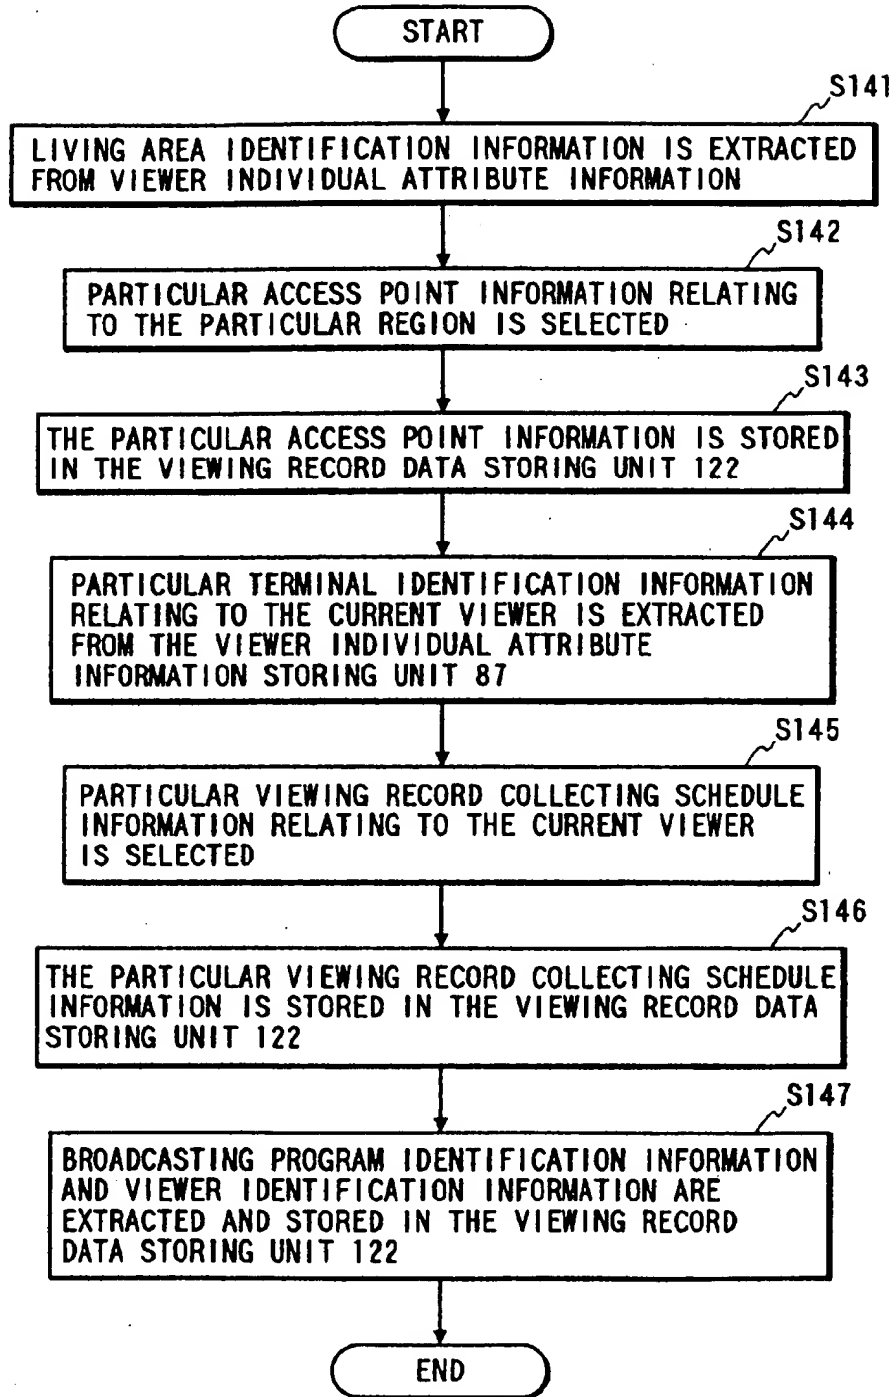 START
S141
LIVING AREA IDENTIFICATION INFORMATION IS EXTRACTED
FROM VIEWER INDIVIDUAL ATTRIBUTE INFORMATION
S142
PARTICULAR ACCESS POINT INFORMATION RELATING
TO THE PARTICULAR REGION IS SELECTED
S143
THE PARTICULAR ACCESS POINT INFORMATION IS STORED
IN THE VIEWING RECORD DATA STORING UNIT 122
S144
PARTICULAR TERMINAL IDENTIFICATION INFORMATION
RELATING TO THE CURRENT VIEWER IS EXTRACTED
FROM THE VIEWER INDIVIDUAL ATTRIBUTE
INFORMATION STORING UNIT 87
S145
PARTICULAR VIEWING RECORD COLLECTING SCHEDULE
INFORMATION RELATING TO THE CURRENT VIEWER
IS SELECTED
S146
THE PARTICULAR VIEWING RECORD COLLECTING SCHEDULE
INFORMATION IS STORED IN THE VIEWING RECORD DATA
STORING UNIT 122
S147
BROADCASTING PROGRAM IDENTIFICATION INFORMATION
AND VIEWER IDENTIFICATION INFORMATION ARE
EXTRACTED AND STORED IN THE VIEWING RECORD
DATA STORING UNIT 122
END